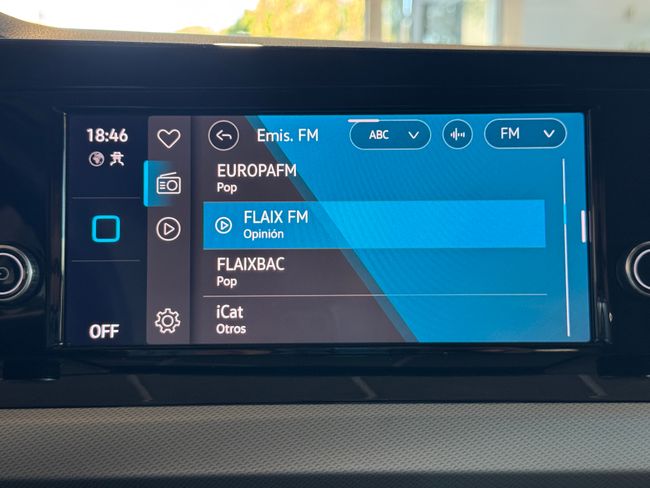 18:46
OFF
Emis. FM
ABC
FM
EUROPAFM
Pop
FLAIX FM
Opinión
FLAIXBAC
Pop
iCat
Otros